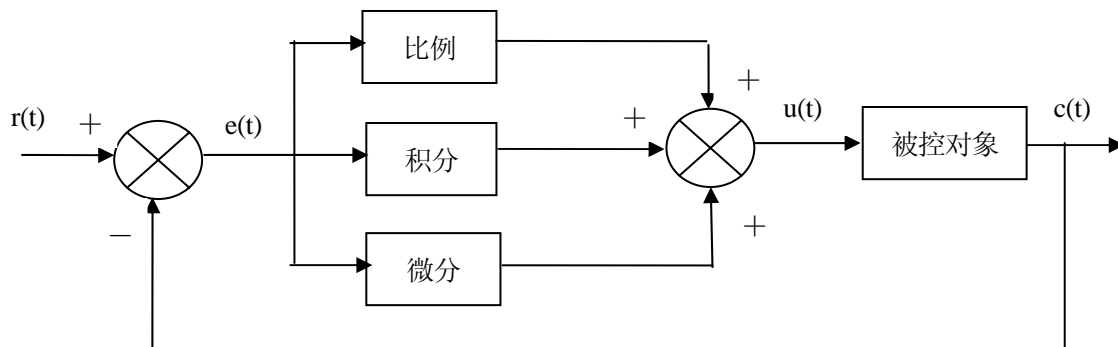 比例
+
r(t)
+
e(t)
+
u(t)
c(t)
积分
被控对象
−
+
微分